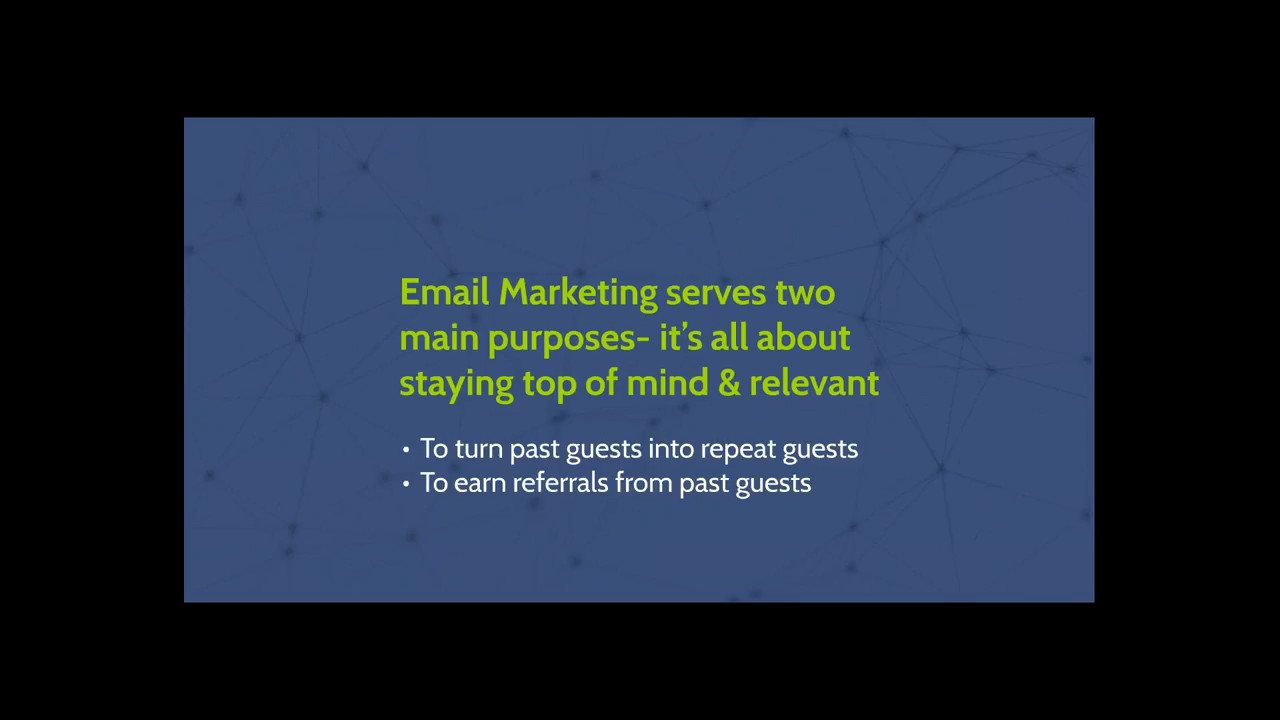 Email Marketing serves two
main purposes- it’s all about
staying top of mind & relevant
• To turn past guests into repeat guests
• To earn referrals from past guests